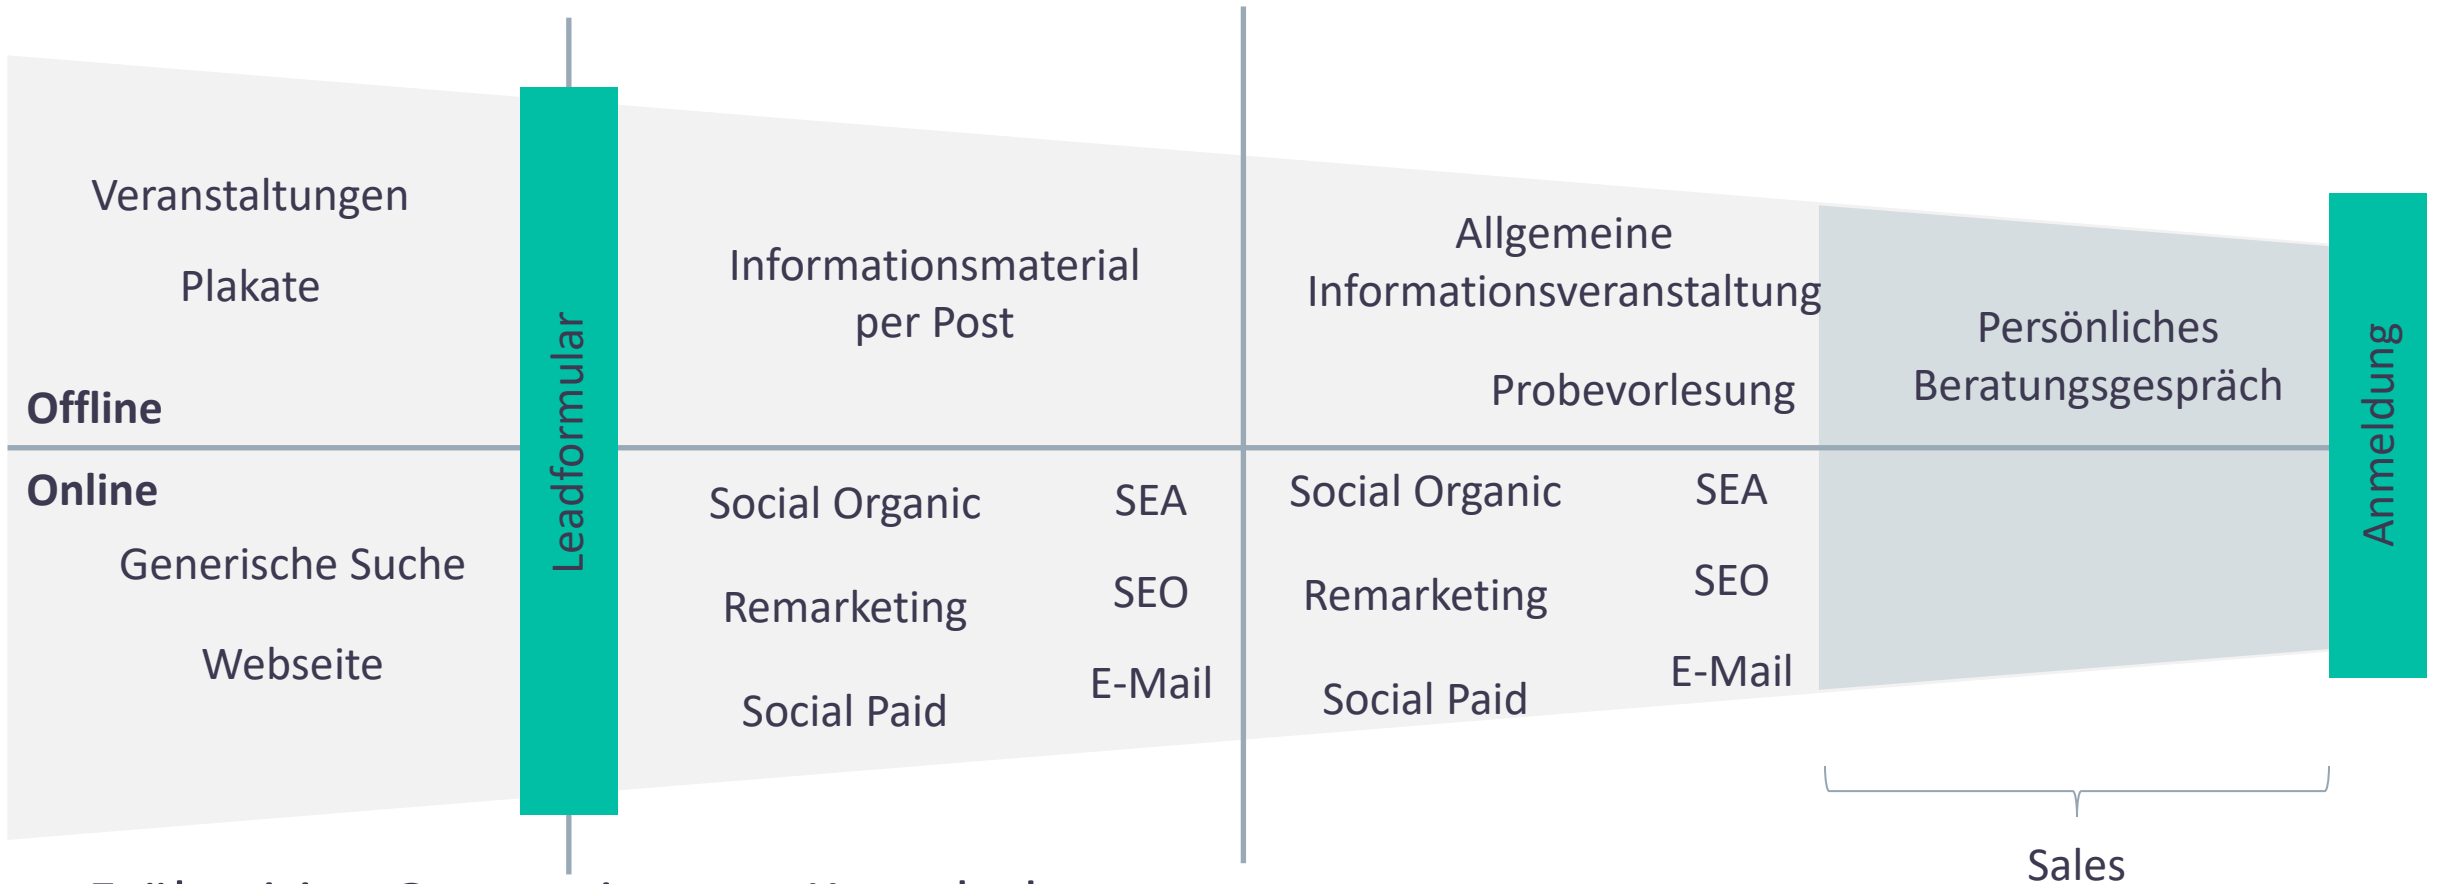 Veranstaltungen
Plakate
Offline
Online
Generische Suche
Webseite
Leadformular
Informationsmaterial
per Post
Social Organic
SEA
Remarketing
SEO
Social Paid
E-Mail
Allgemeine
Informationsveranstaltung
Probevorlesung
Social Organic
SEA
Remarketing
SEO
Social Paid
E-Mail
Persönliches
Beratungsgespräch
Anmeldung
Sales